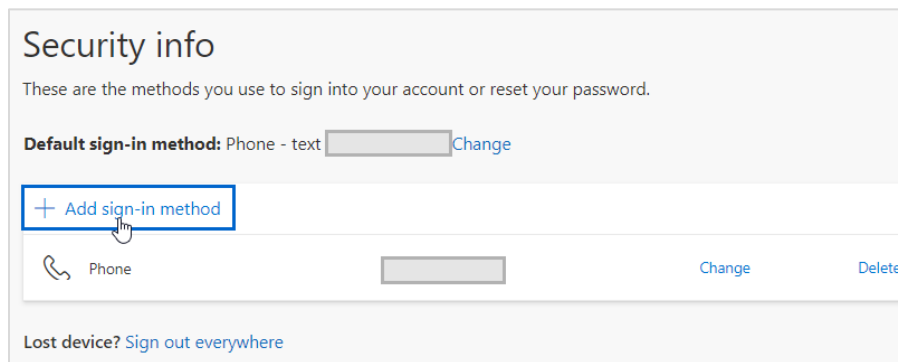 Security info
These are the methods you use to sign into your account or reset your password.
Default sign-in method: Phone - text Change
+ Add sign-in method
Phone Change Delete
Lost device? Sign out everywhere